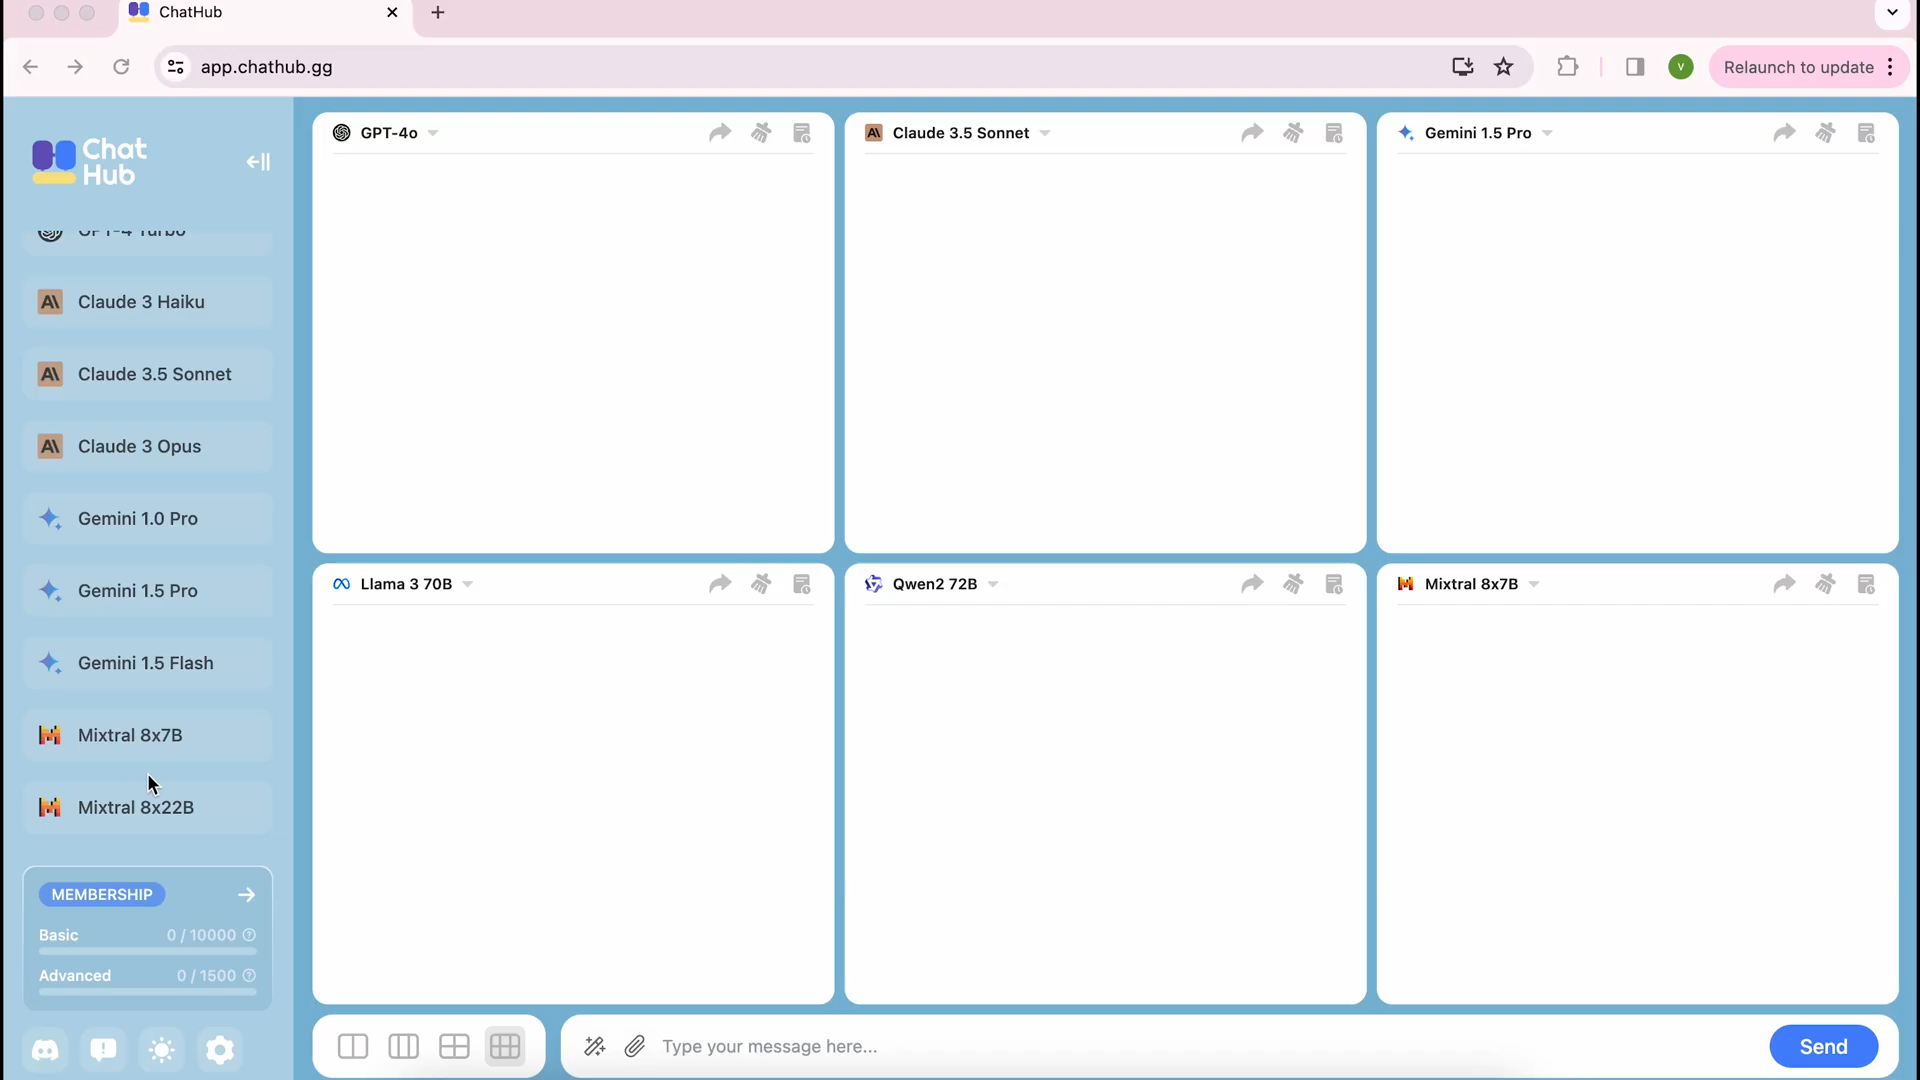 ChatHub
app.chathub.gg
V
Relaunch to update
Chat
Hub
GPT-4 Turbo
Claude 3 Haiku
Claude 3.5 Sonnet
Claude 3 Opus
Gemini 1.0 Pro
Gemini 1.5 Pro
Gemini 1.5 Flash
Mixtral 8x7B
Mixtral 8x22B
MEMBERSHIP
Basic 0 / 10000
Advanced 0 / 1500
GPT-4o
Claude 3.5 Sonnet
Gemini 1.5 Pro
Llama 3 70B
Qwen2 72B
Mixtral 8x7B
Type your message here...
Send